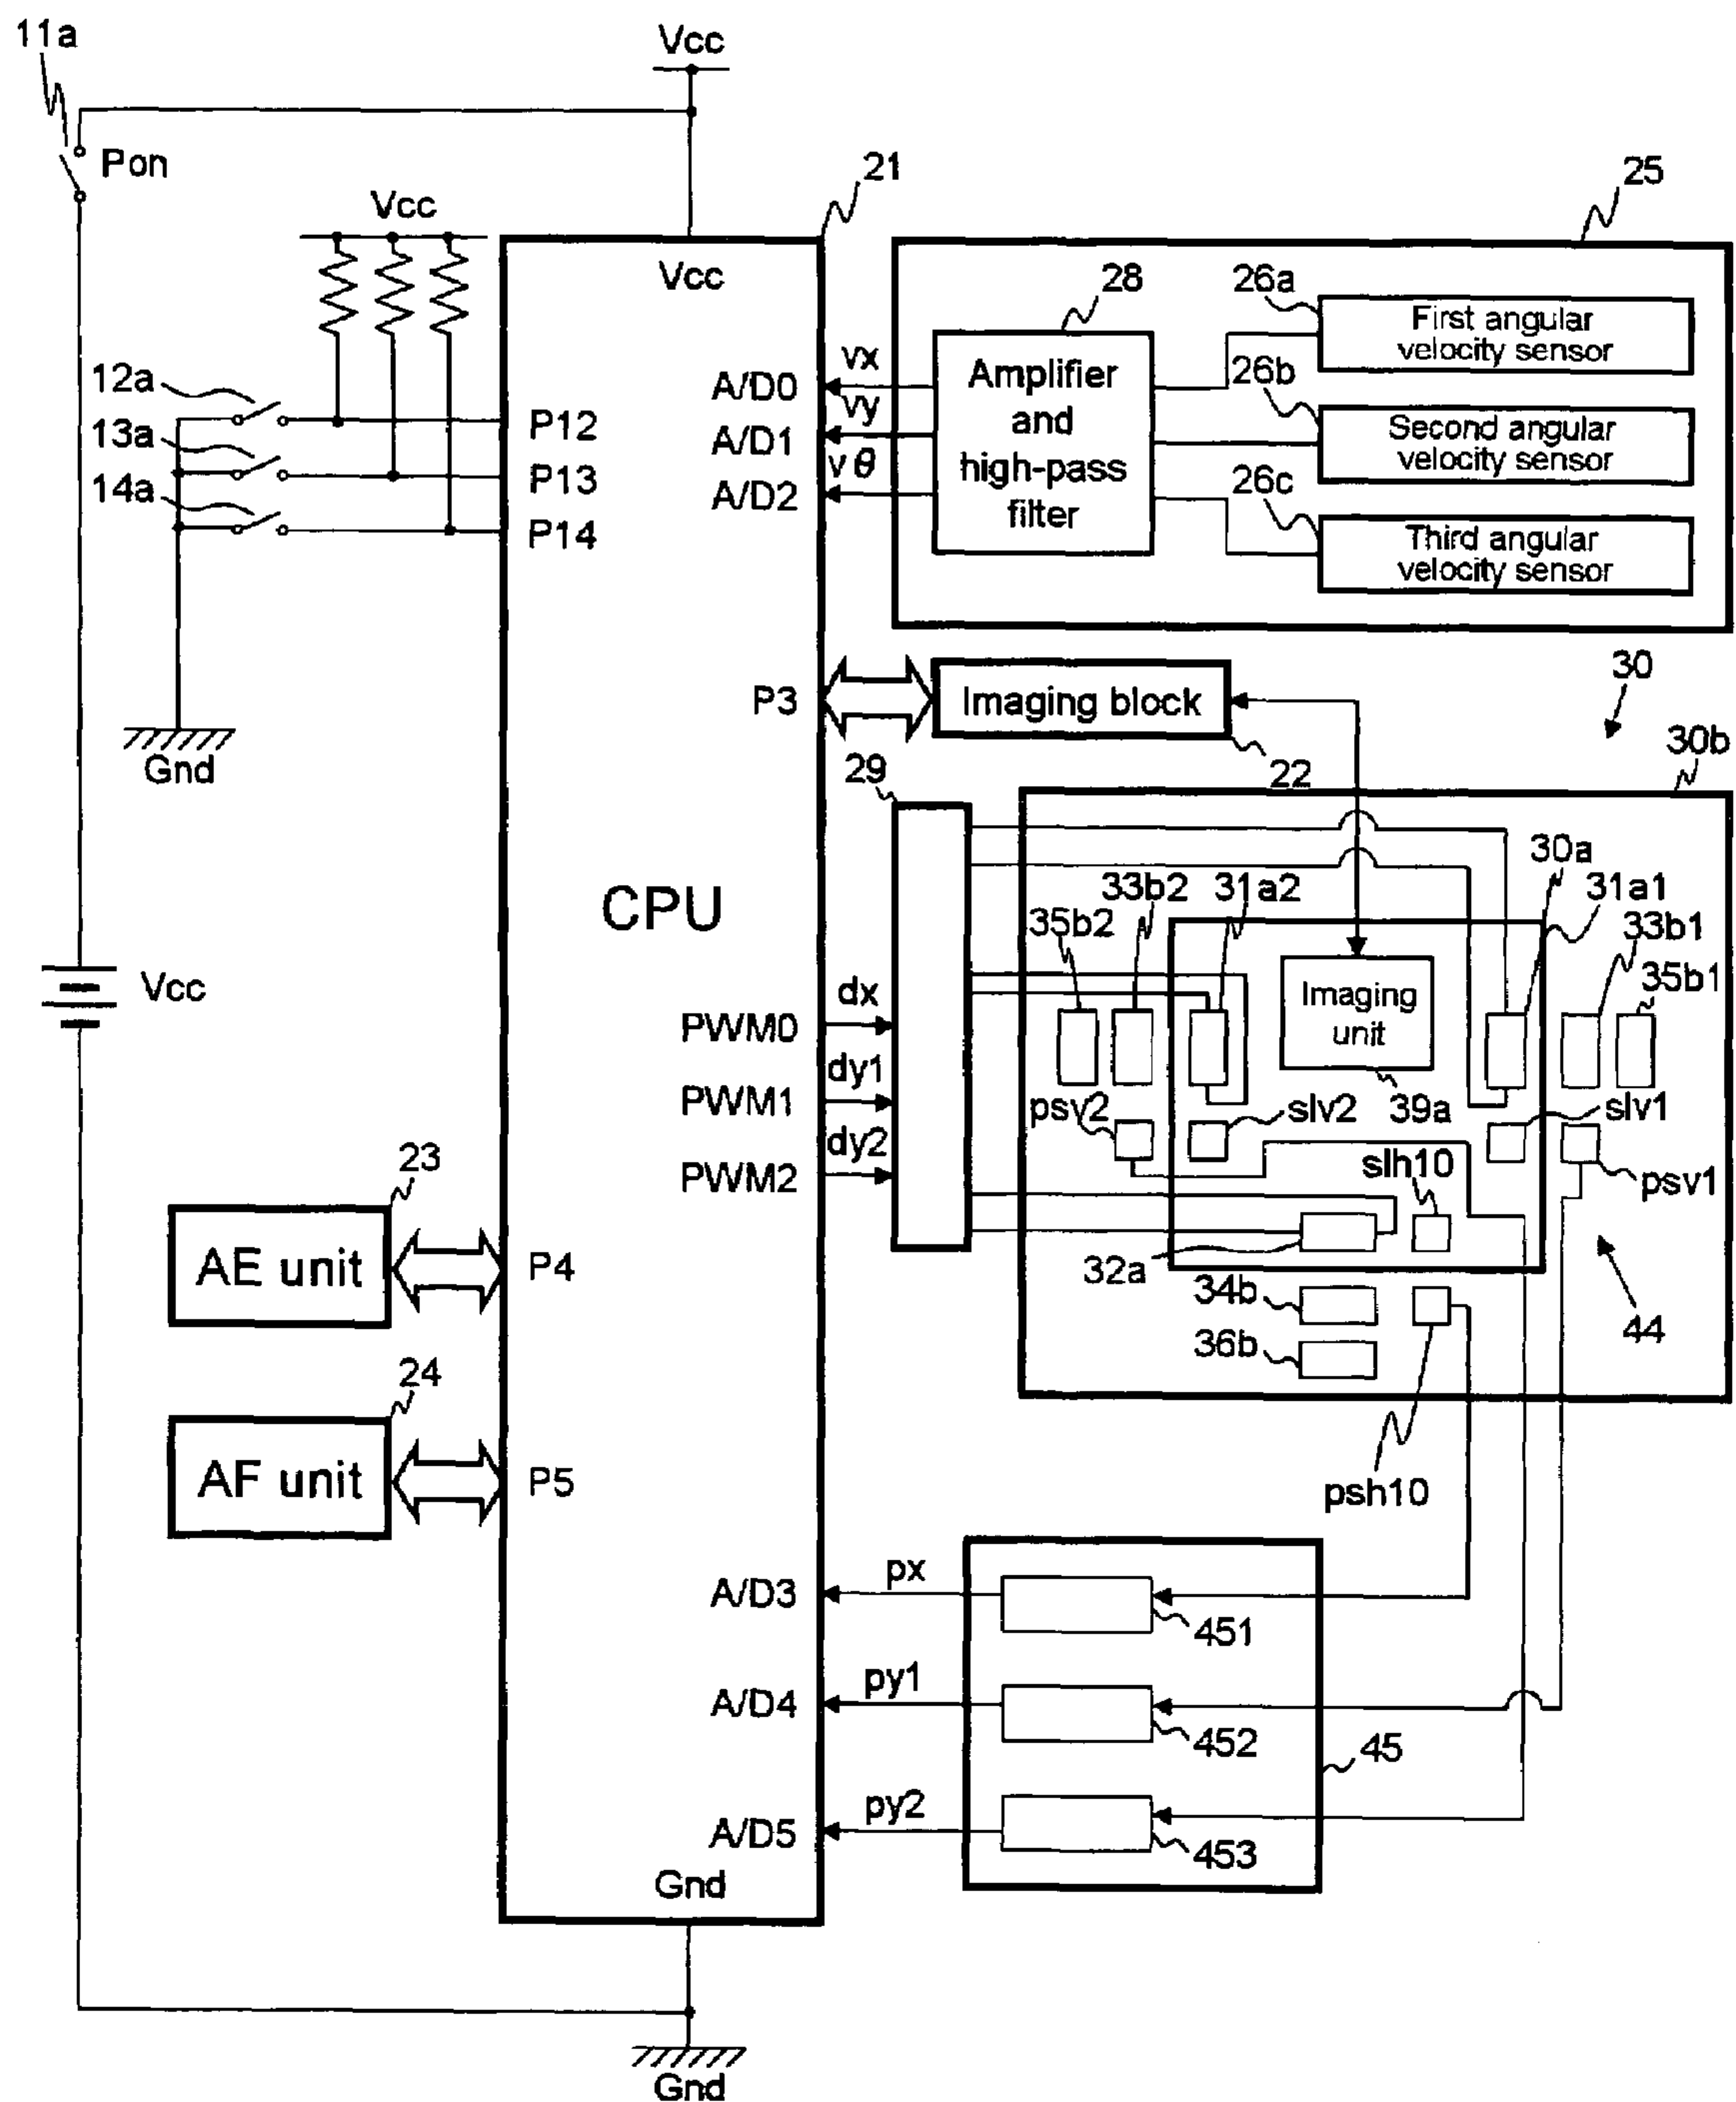 11a
Vcc
Pon
21
25
Vcc
Vcc
28
26a
First angular
velocity sensor
12a
vx
A/D0
Amplifier
and
high-pass
filter
26b
vy
P12
13a
A/D1
Second angular
velocity sensor
vθ
P13
14a
A/D2
26c
P14
Third angular
velocity sensor
30
P3
Imaging block
30b
Gnd
29
22
30a
CPU
33b2
31a2
31a1
35b2
33b1
35b1
Vcc
dx
Imaging
unit
PWM0
dy1
PWM1
psv2
slv2
39a
slv1
23
dy2
slh10
PWM2
psv1
AE unit
P4
32a
34b
44
24
36b
AF unit
P5
psh10
px
A/D3
451
py1
A/D4
452
45
py2
A/D5
453
Gnd
Gnd